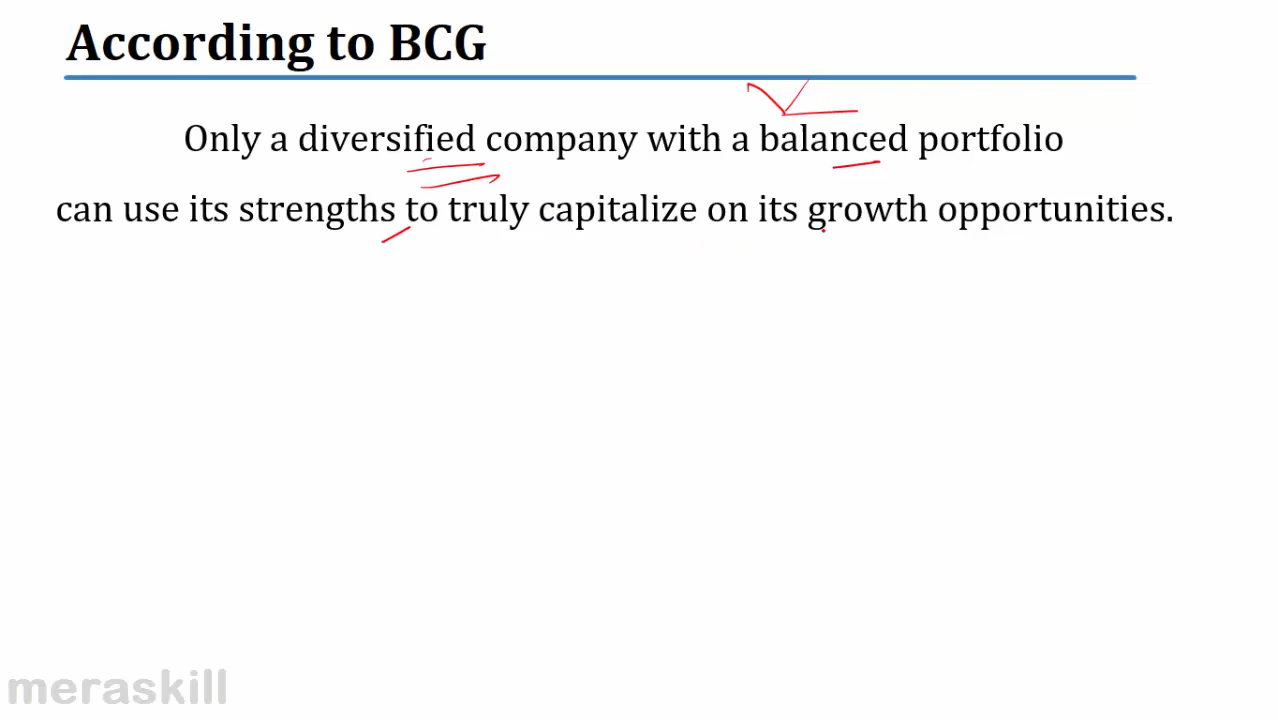 According to BCG
Only a diversified company with a balanced portfolio
can use its strengths to truly capitalize on its growth opportunities.
meraskill